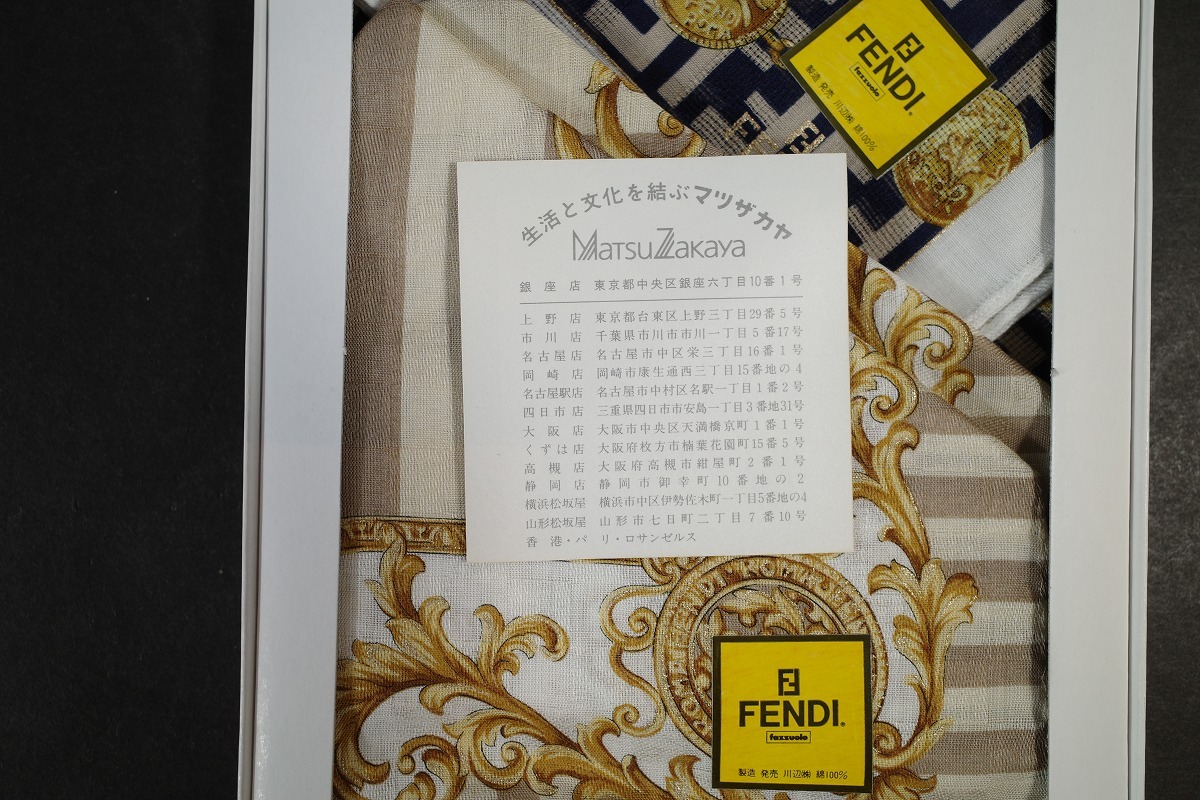 FENDI
fazzuolo
製造 発売 川辺㈱ 綿100%
生活と文化を結ぶマツザカヤ
MatsuZakaya
銀座店 東京都中央区銀座六丁目10番1号
上野店 東京都台東区上野三丁目29番5号
市川店 千葉県市川市市川一丁目5番17号
名古屋店 名古屋市中区栄三丁目16番1号
岡崎店 岡崎市康生通西三丁目15番地の4
名古屋駅店 名古屋市中村区名駅一丁目1番2号
四日市店 三重県四日市市安島一丁目3番地31号
大阪店 大阪市中央区天満橋京町1番1号
くずは店 大阪府枚方市楠葉花園町15番5号
高槻店 大阪府高槻市紺屋町2番1号
静岡店 静岡市御幸町10番地の2
横浜松坂屋 横浜市中区伊勢佐木町一丁目5番地の4
山形松坂屋 山形市七日町二丁目7番10号
香港・パリ・ロサンゼルス
FENDI ROMA
FENDI.
fazzuolo
製造 発売 川辺㈱ 綿100%